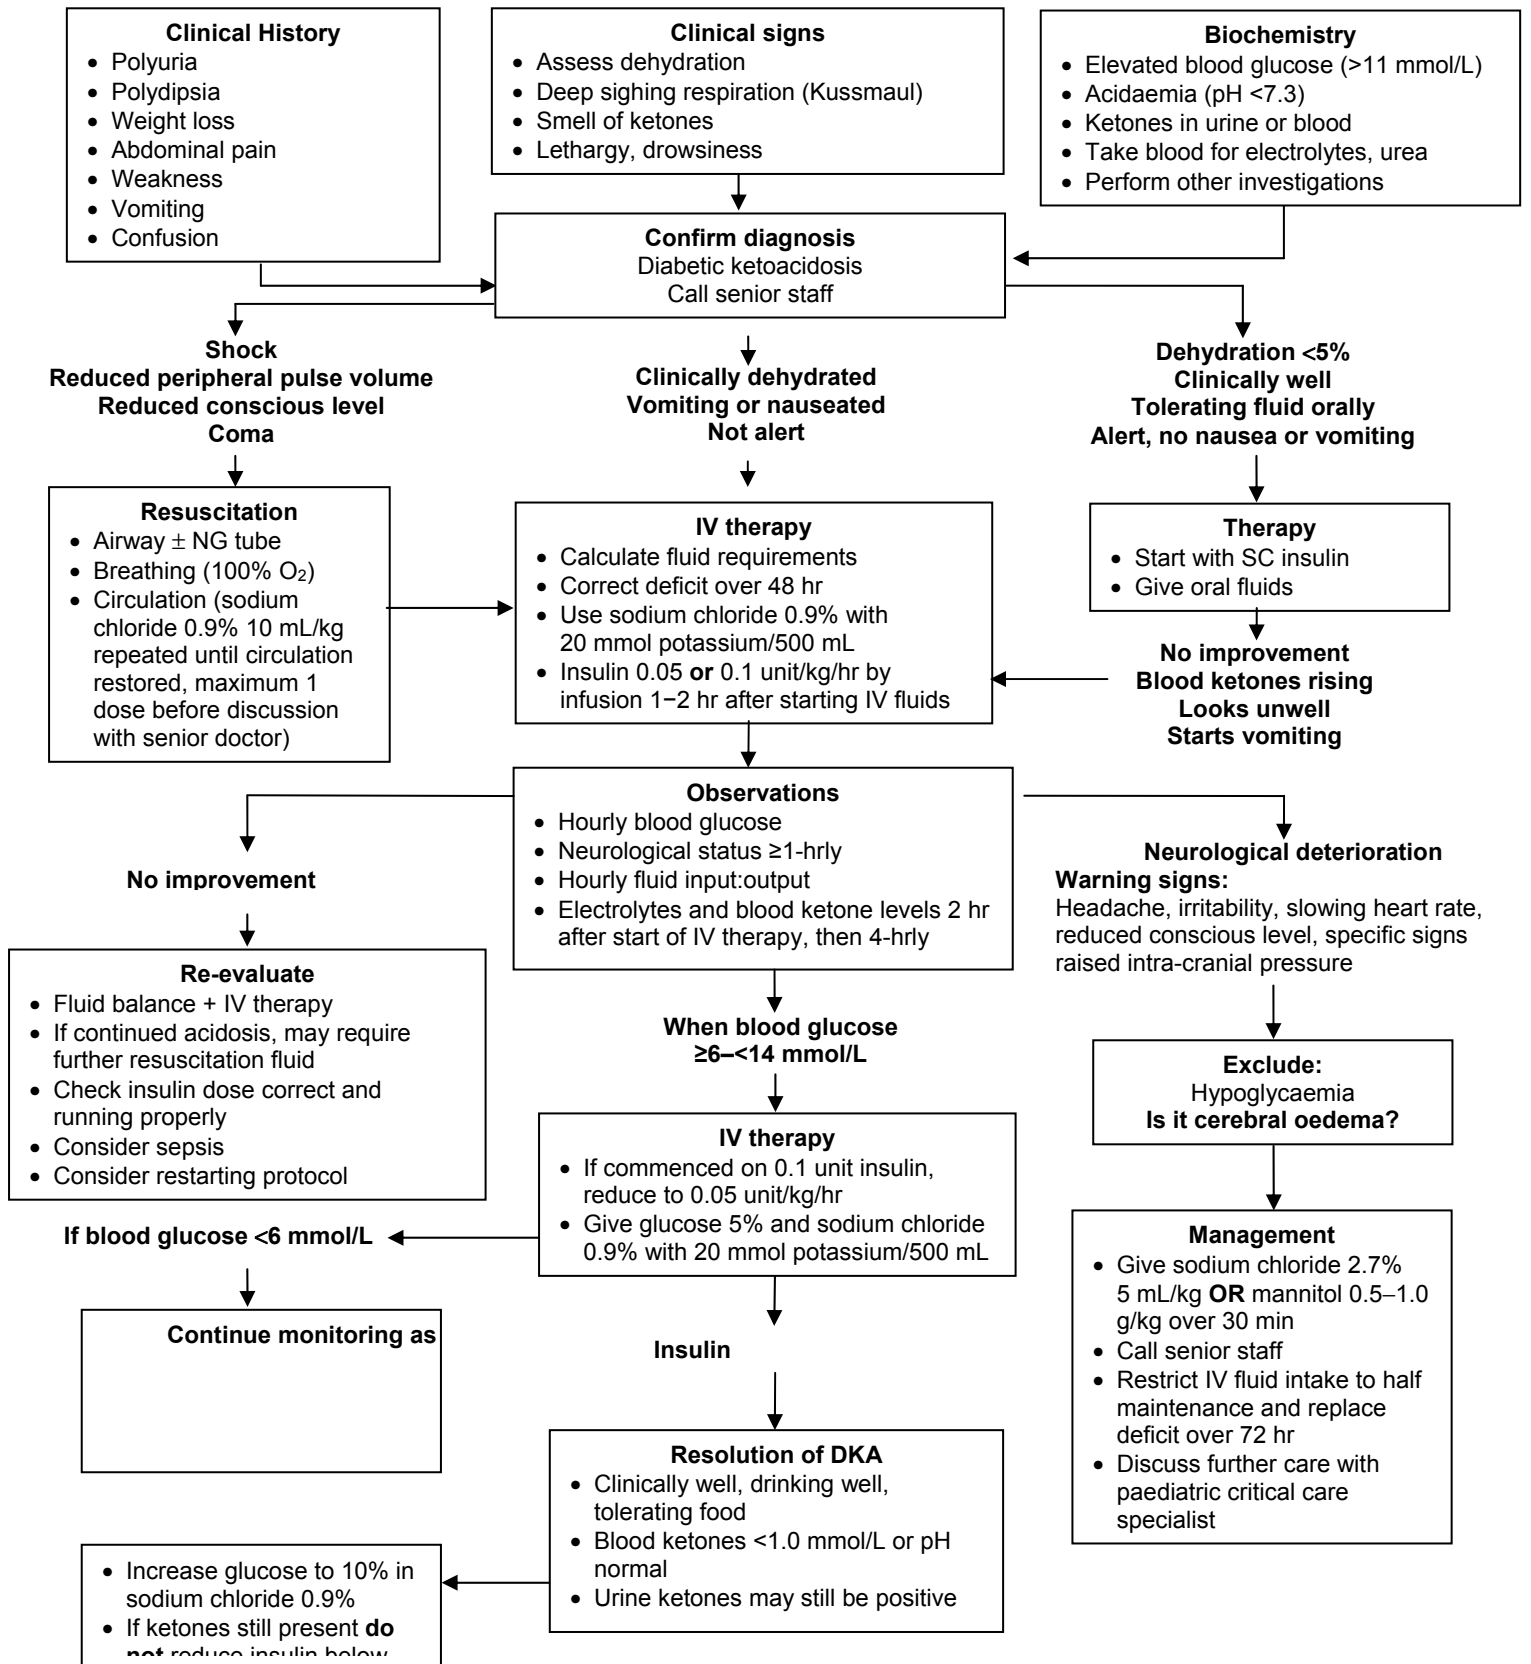 Clinical History
• Polyuria
• Polydipsia
• Weight loss
• Abdominal pain
• Weakness
• Vomiting
• Confusion
Clinical signs
• Assess dehydration
• Deep sighing respiration (Kussmaul)
• Smell of ketones
• Lethargy, drowsiness
Biochemistry
• Elevated blood glucose (>11 mmol/L)
• Acidaemia (pH <7.3)
• Ketones in urine or blood
• Take blood for electrolytes, urea
• Perform other investigations
Confirm diagnosis
Diabetic ketoacidosis
Call senior staff
Shock
Reduced peripheral pulse volume
Reduced conscious level
Coma
Clinically dehydrated
Vomiting or nauseated
Not alert
Dehydration <5%
Clinically well
Tolerating fluid orally
Alert, no nausea or vomiting
Resuscitation
• Airway ± NG tube
• Breathing (100% O₂)
• Circulation (sodium
chloride 0.9% 10 mL/kg
repeated until circulation
restored, maximum 1
dose before discussion
with senior doctor)
IV therapy
• Calculate fluid requirements
• Correct deficit over 48 hr
• Use sodium chloride 0.9% with
20 mmol potassium/500 mL
• Insulin 0.05 or 0.1 unit/kg/hr by
infusion 1−2 hr after starting IV fluids
Therapy
• Start with SC insulin
• Give oral fluids
No improvement
Blood ketones rising
Looks unwell
Starts vomiting
Observations
• Hourly blood glucose
• Neurological status ≥1-hrly
• Hourly fluid input:output
• Electrolytes and blood ketone levels 2 hr
after start of IV therapy, then 4-hrly
No improvement
Re-evaluate
• Fluid balance + IV therapy
• If continued acidosis, may require
further resuscitation fluid
• Check insulin dose correct and
running properly
• Consider sepsis
• Consider restarting protocol
Neurological deterioration
Warning signs:
Headache, irritability, slowing heart rate,
reduced conscious level, specific signs
raised intra-cranial pressure
When blood glucose
≥6–<14 mmol/L
Exclude:
Hypoglycaemia
Is it cerebral oedema?
IV therapy
• If commenced on 0.1 unit insulin,
reduce to 0.05 unit/kg/hr
• Give glucose 5% and sodium chloride
0.9% with 20 mmol potassium/500 mL
If blood glucose <6 mmol/L
Management
• Give sodium chloride 2.7%
5 mL/kg OR mannitol 0.5–1.0
g/kg over 30 min
• Call senior staff
• Restrict IV fluid intake to half
maintenance and replace
deficit over 72 hr
• Discuss further care with
paediatric critical care
specialist
Continue monitoring as
Insulin
Resolution of DKA
• Clinically well, drinking well,
tolerating food
• Blood ketones <1.0 mmol/L or pH
normal
• Urine ketones may still be positive
• Increase glucose to 10% in
sodium chloride 0.9%
• If ketones still present do
not reduce insulin below